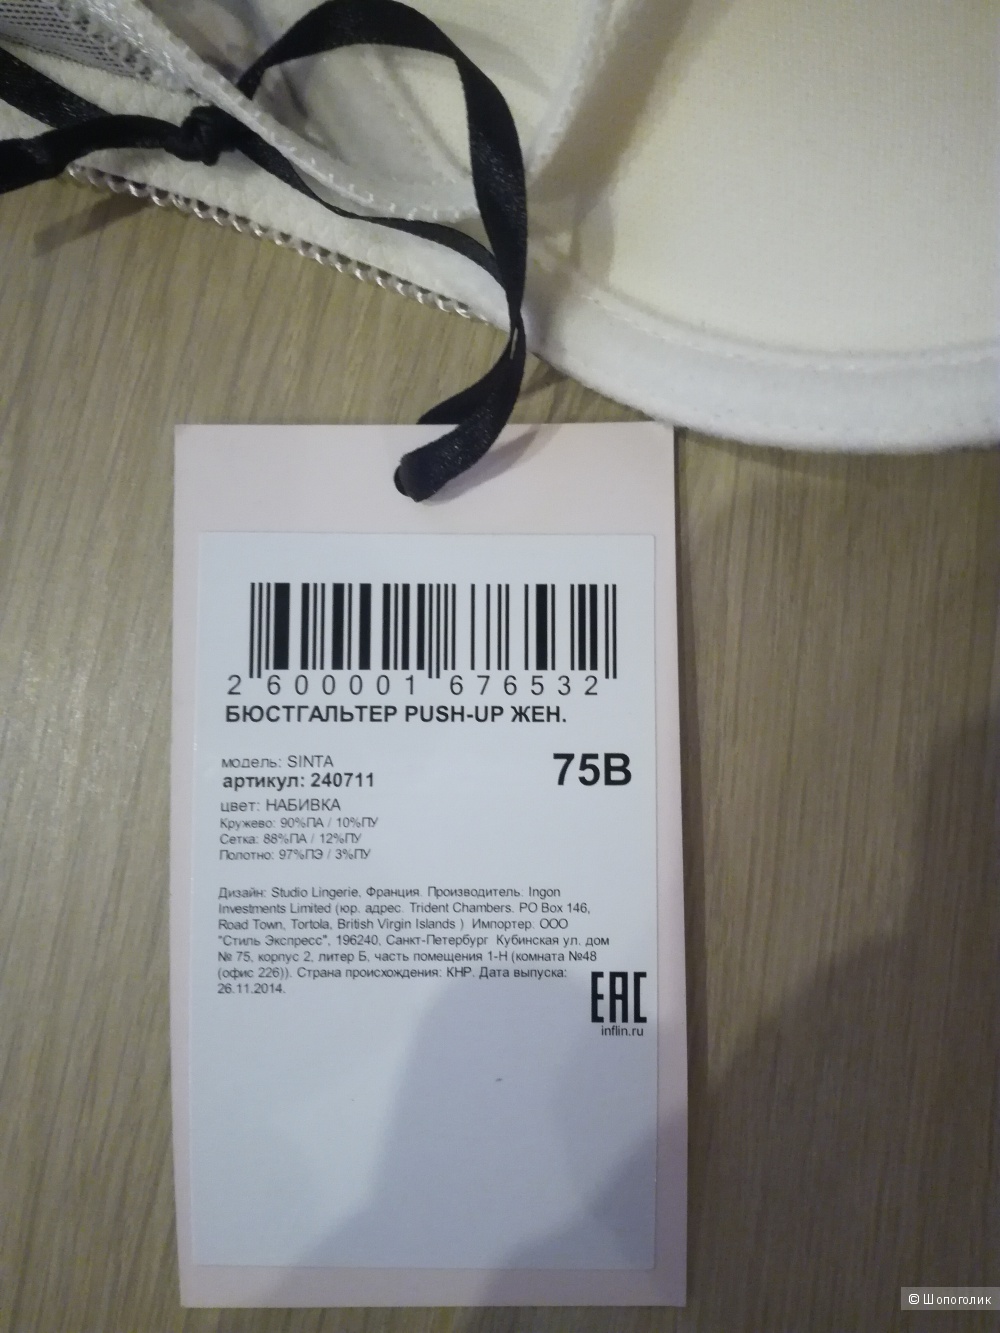 2 600001 676532
БЮСТГАЛЬТЕР PUSH-UP ЖЕН.
модель: SINTA
75B
артикул: 240711
цвет: НАБИВКА
Кружево: 90%ПА / 10%ПУ
Сетка: 88%ПА / 12%ПУ
Полотно: 97%ПЭ / 3%ПУ
Дизайн: Studio Lingerie, Франция. Производитель. Ingon
Investments Limited (юр. адрес. Trident Chambers. PO Box 146,
Road Town, Tortola, British Virgin Islands ) Импортер. ООО
"Стиль Экспресс", 196240, Санкт-Петербург Кубинская ул. дом
№ 75, корпус 2, литер Б, часть помещения 1-Н (комната №48
(офис 226)). Страна происхождения: КНР. Дата выпуска:
26.11.2014.
EAC
inflin.ru
© Шопоголик